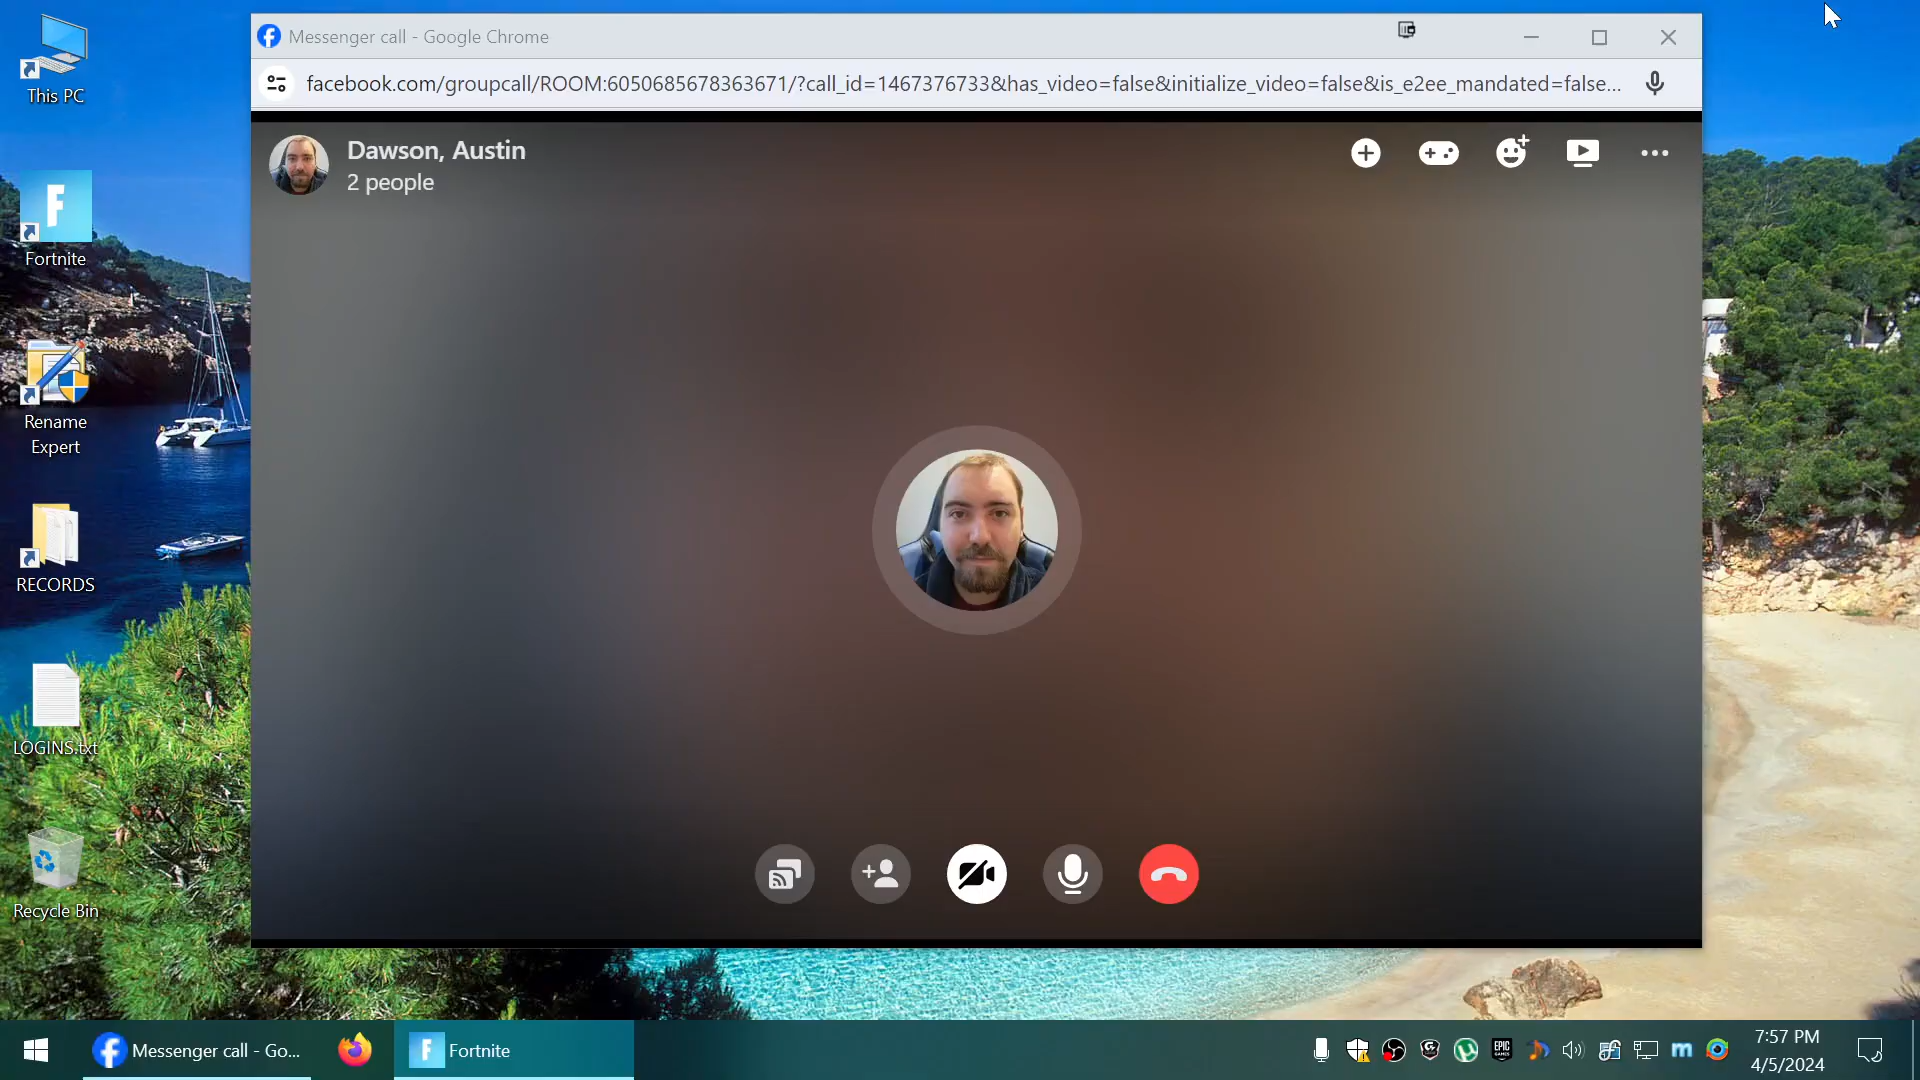 This PC
Fortnite
Rename
Expert
RECORDS
LOGINS.txt
Recycle Bin
Messenger call - Google Chrome
facebook.com/groupcall/ROOM:6050685678363671/?call_id=1467376733&has_video=false&initialize_video=false&is_e2ee_mandated=false...
Dawson, Austin
2 people
Messenger call - Go...
Fortnite
EPIC
GAMES
7:57 PM
4/5/2024